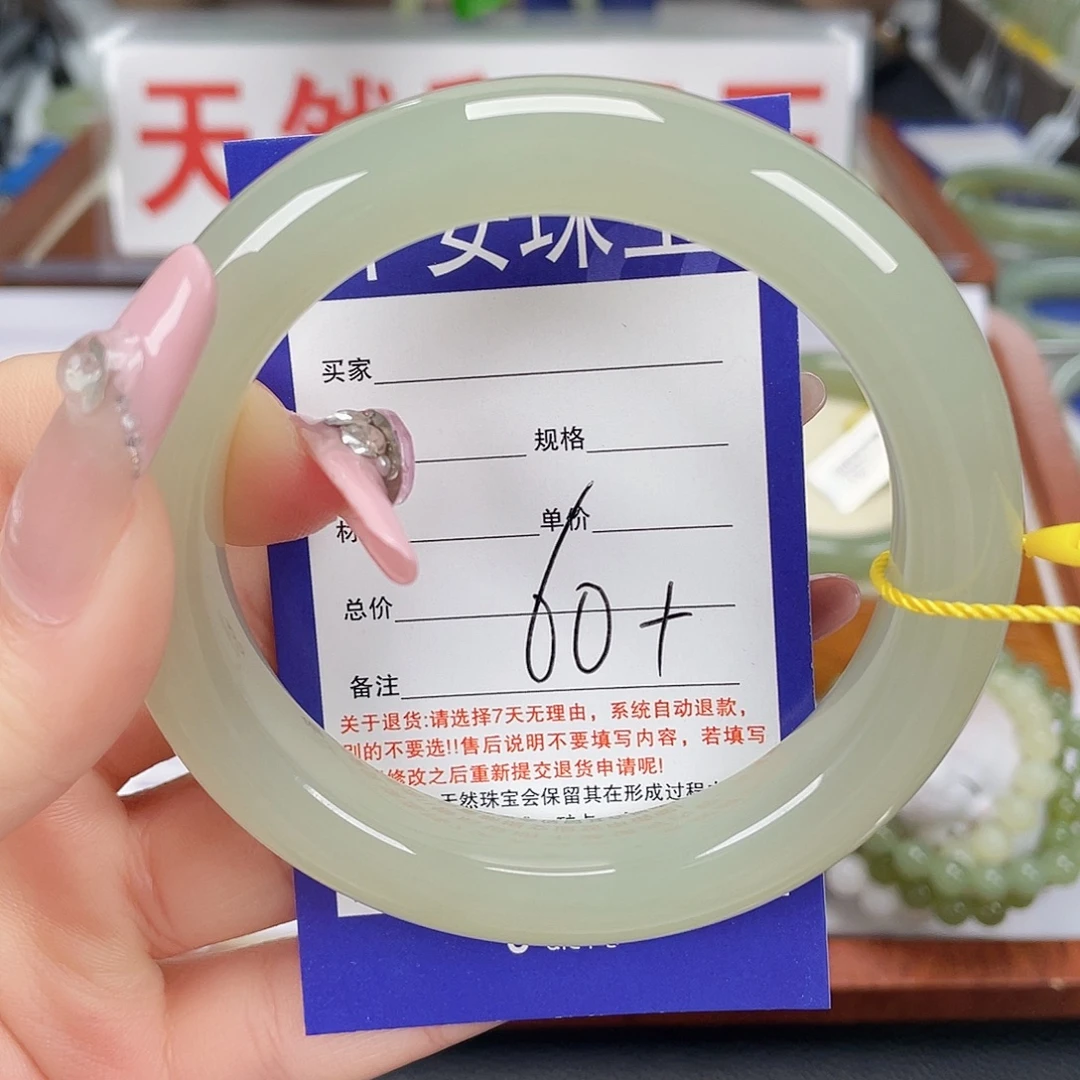 天然
安珠
买家
规格
单价
总价
60+
备注
关于退货:请选择7天无理由，系统自动退款，
别的不要选!!售后说明不要填写内容，若填写
修改之后重新提交退货申请呢!
天然珠宝会保留其在形成过程